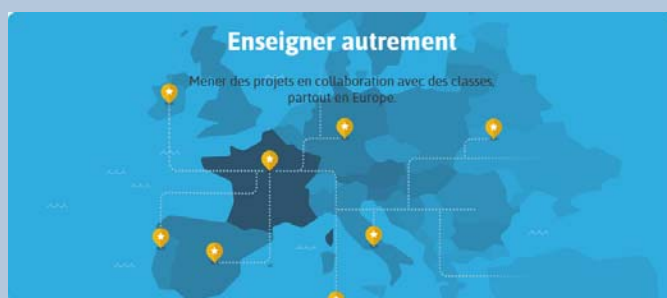 Enseigner autrement
Mener des projets en collaboration avec des classes,
partout en Europe.